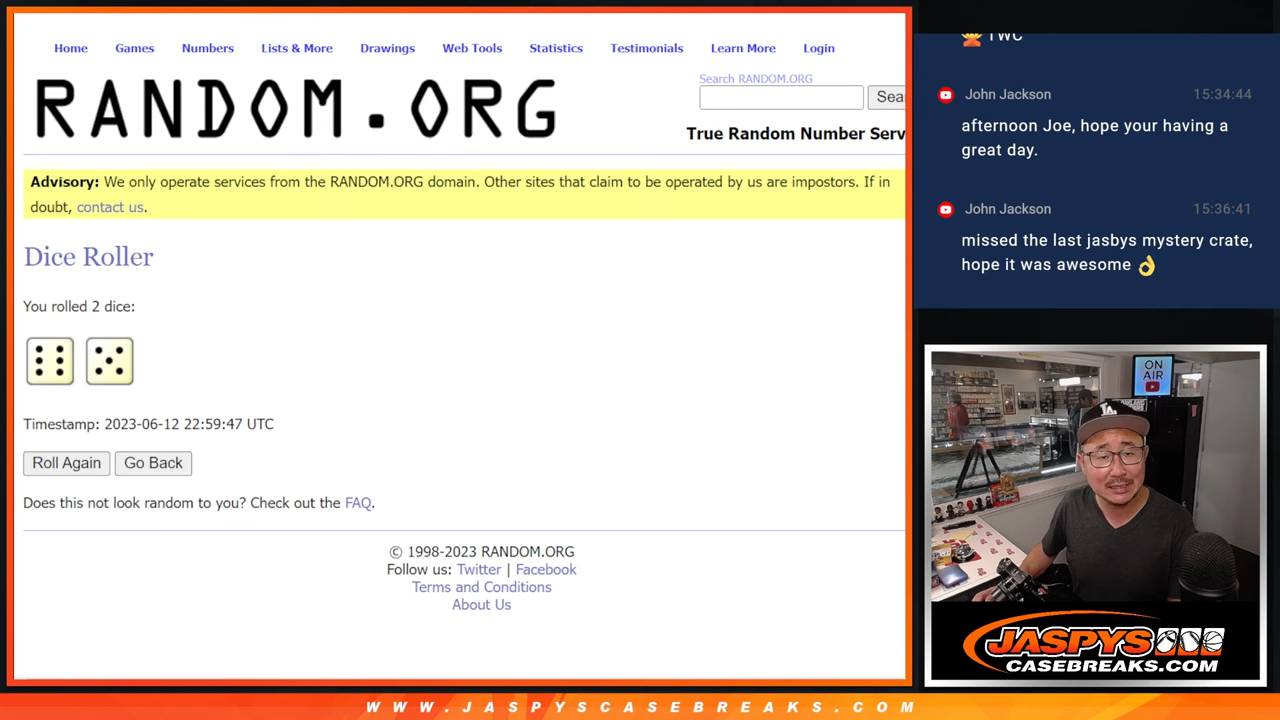 Home Games Numbers Lists & More Drawings Web Tools Statistics Testimonials Learn More Login
RANDOM.ORG
Search RANDOM.ORG
Sea
True Random Number Serv
Advisory: We only operate services from the RANDOM.ORG domain. Other sites that claim to be operated by us are impostors. If in
doubt, contact us.
Dice Roller
You rolled 2 dice:
Timestamp: 2023-06-12 22:59:47 UTC
Roll Again Go Back
Does this not look random to you? Check out the FAQ.
© 1998-2023 RANDOM.ORG
Follow us: Twitter | Facebook
Terms and Conditions
About Us
TWC
John Jackson 15:34:44
afternoon Joe, hope your having a
great day.
John Jackson 15:36:41
missed the last jasbys mystery crate,
hope it was awesome 👌
ON
AIR
LA
JASPYS
CASEBREAKS.COM
WWW.JASPYSCASEBREAKS.COM